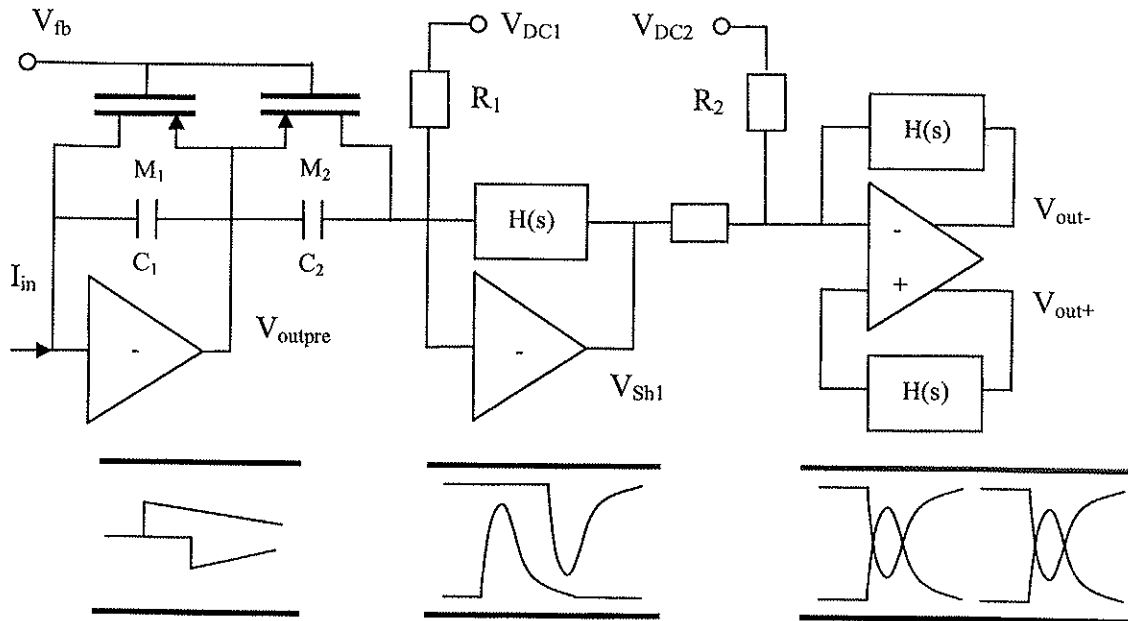 V_fb
V_DC1
V_DC2
R_1
R_2
H(s)
M_1
M_2
H(s)
C_1
C_2
V_out-
-
I_in
+
V_out+
V_outpre
-
-
V_Sh1
H(s)